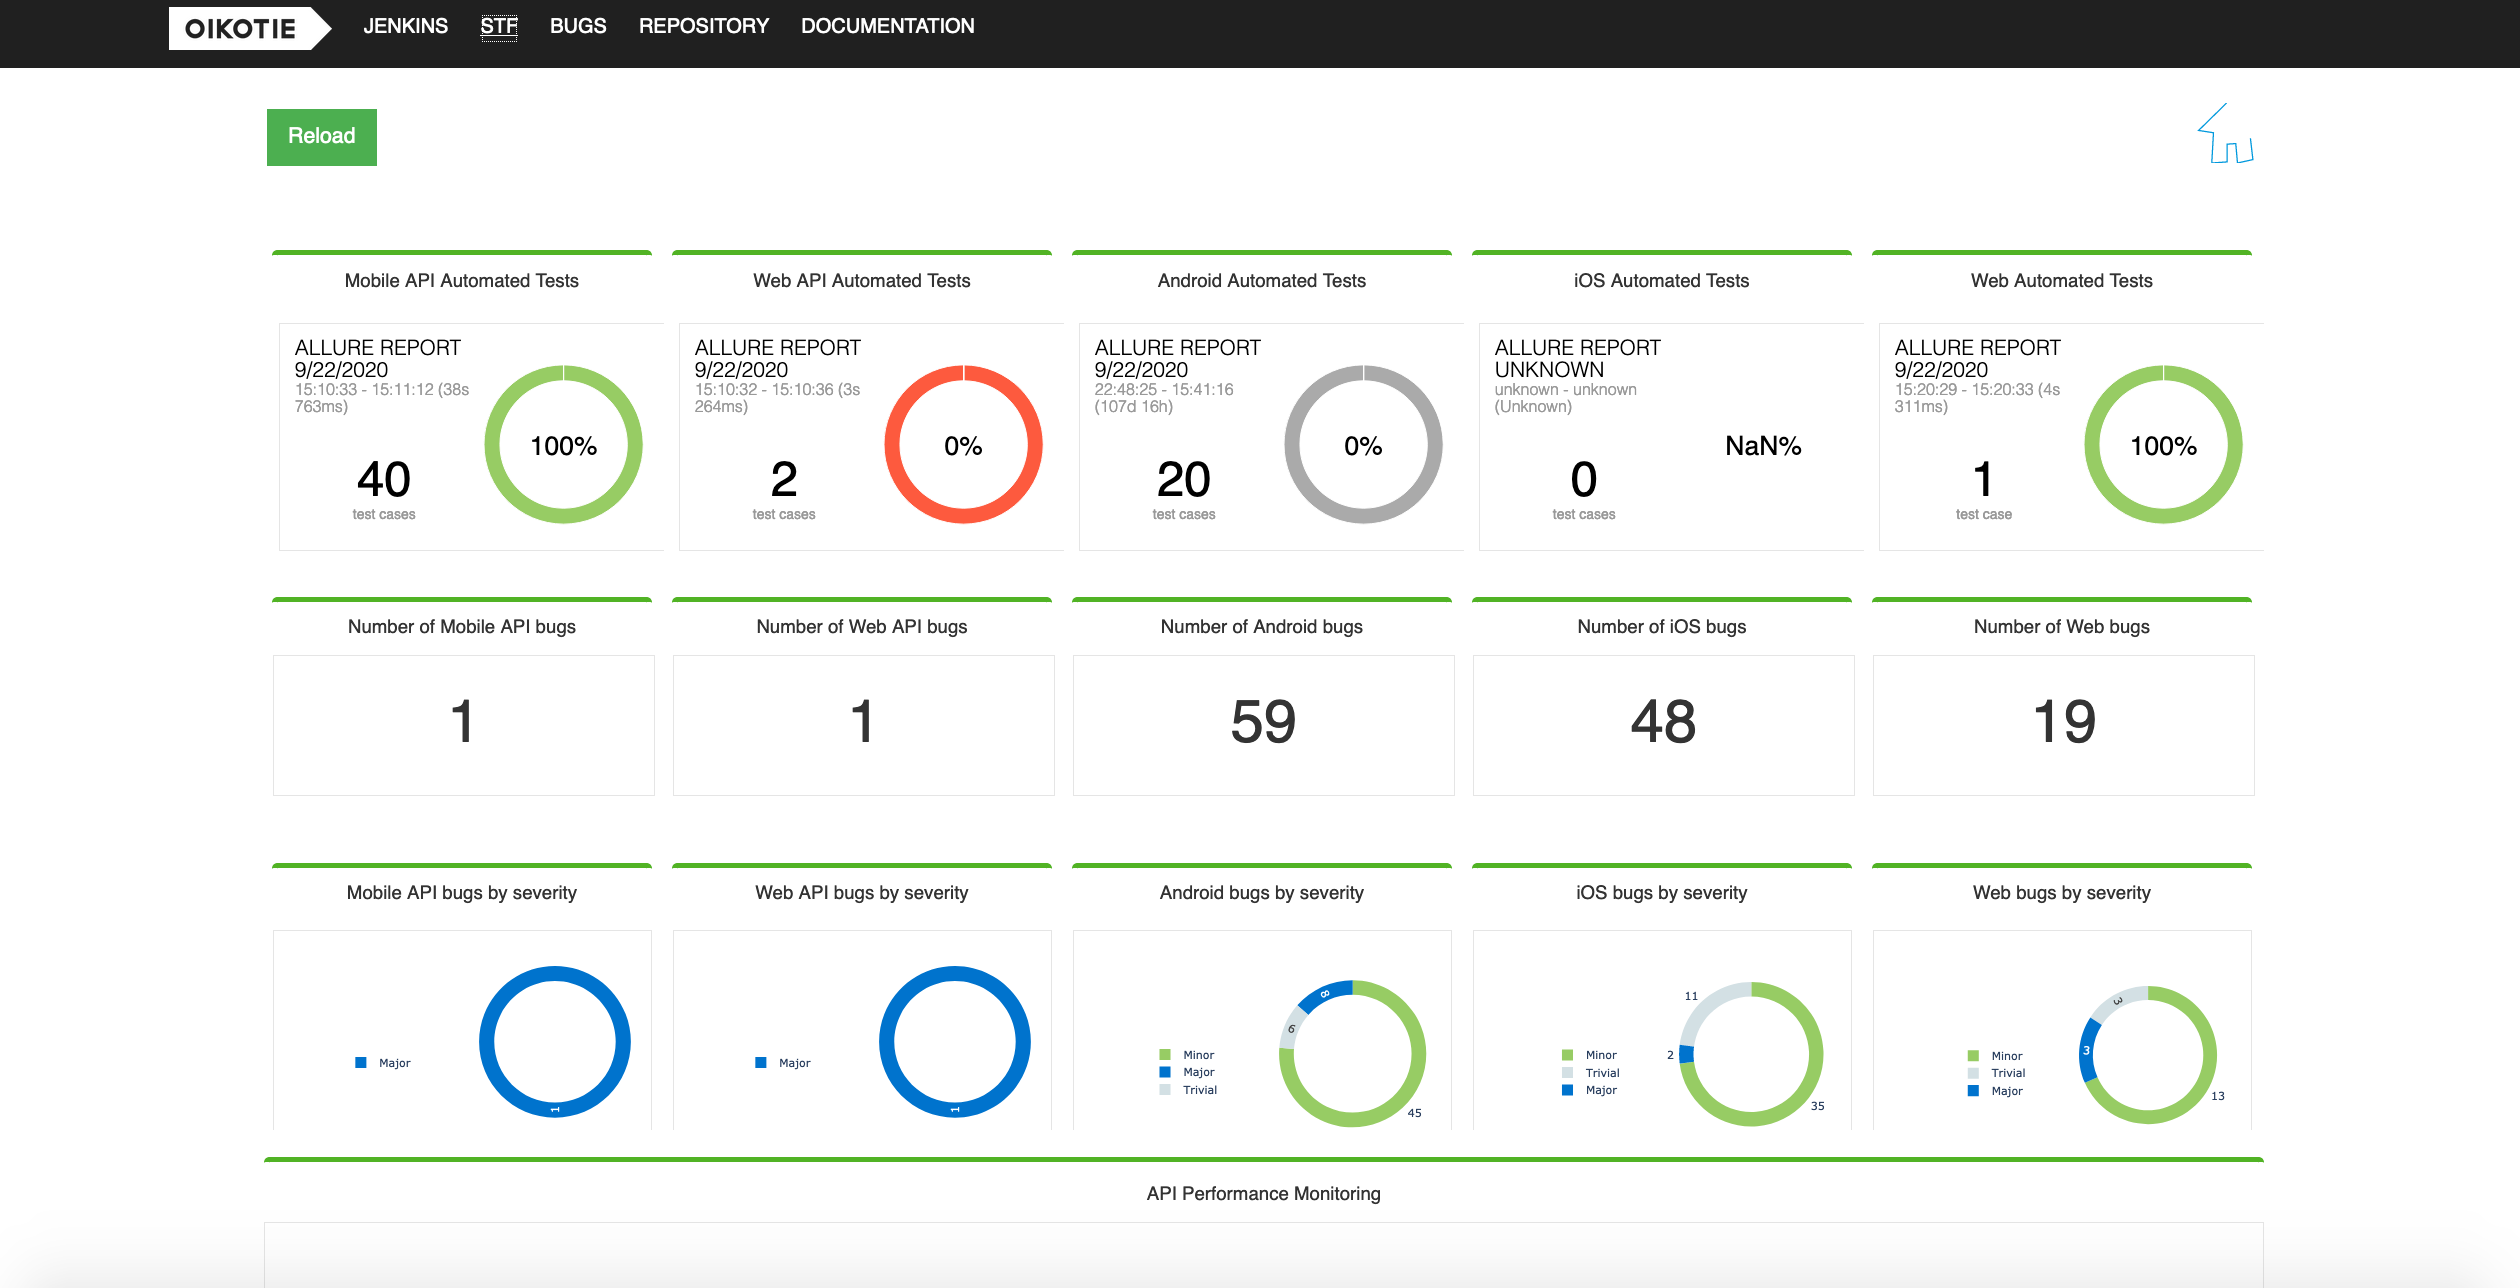 OIKOTIE
JENKINS STF BUGS REPOSITORY DOCUMENTATION
Reload
Mobile API Automated Tests
ALLURE REPORT
9/22/2020
15:10:33 - 15:11:12 (38s
763ms)
40
test cases
100%
Web API Automated Tests
ALLURE REPORT
9/22/2020
15:10:32 - 15:10:36 (3s
264ms)
2
test cases
0%
Android Automated Tests
ALLURE REPORT
9/22/2020
22:48:25 - 15:41:16
(107d 16h)
20
test cases
0%
iOS Automated Tests
ALLURE REPORT
UNKNOWN
unknown - unknown
(Unknown)
0
test cases
NaN%
Web Automated Tests
ALLURE REPORT
9/22/2020
15:20:29 - 15:20:33 (4s
311ms)
1
test case
100%
Number of Mobile API bugs
1
Number of Web API bugs
1
Number of Android bugs
59
Number of iOS bugs
48
Number of Web bugs
19
Mobile API bugs by severity
Major
1
Web API bugs by severity
Major
1
Android bugs by severity
Minor
Major
Trivial
8
6
45
iOS bugs by severity
Minor
Trivial
Major
11
2
35
Web bugs by severity
Minor
Trivial
Major
3
3
13
API Performance Monitoring